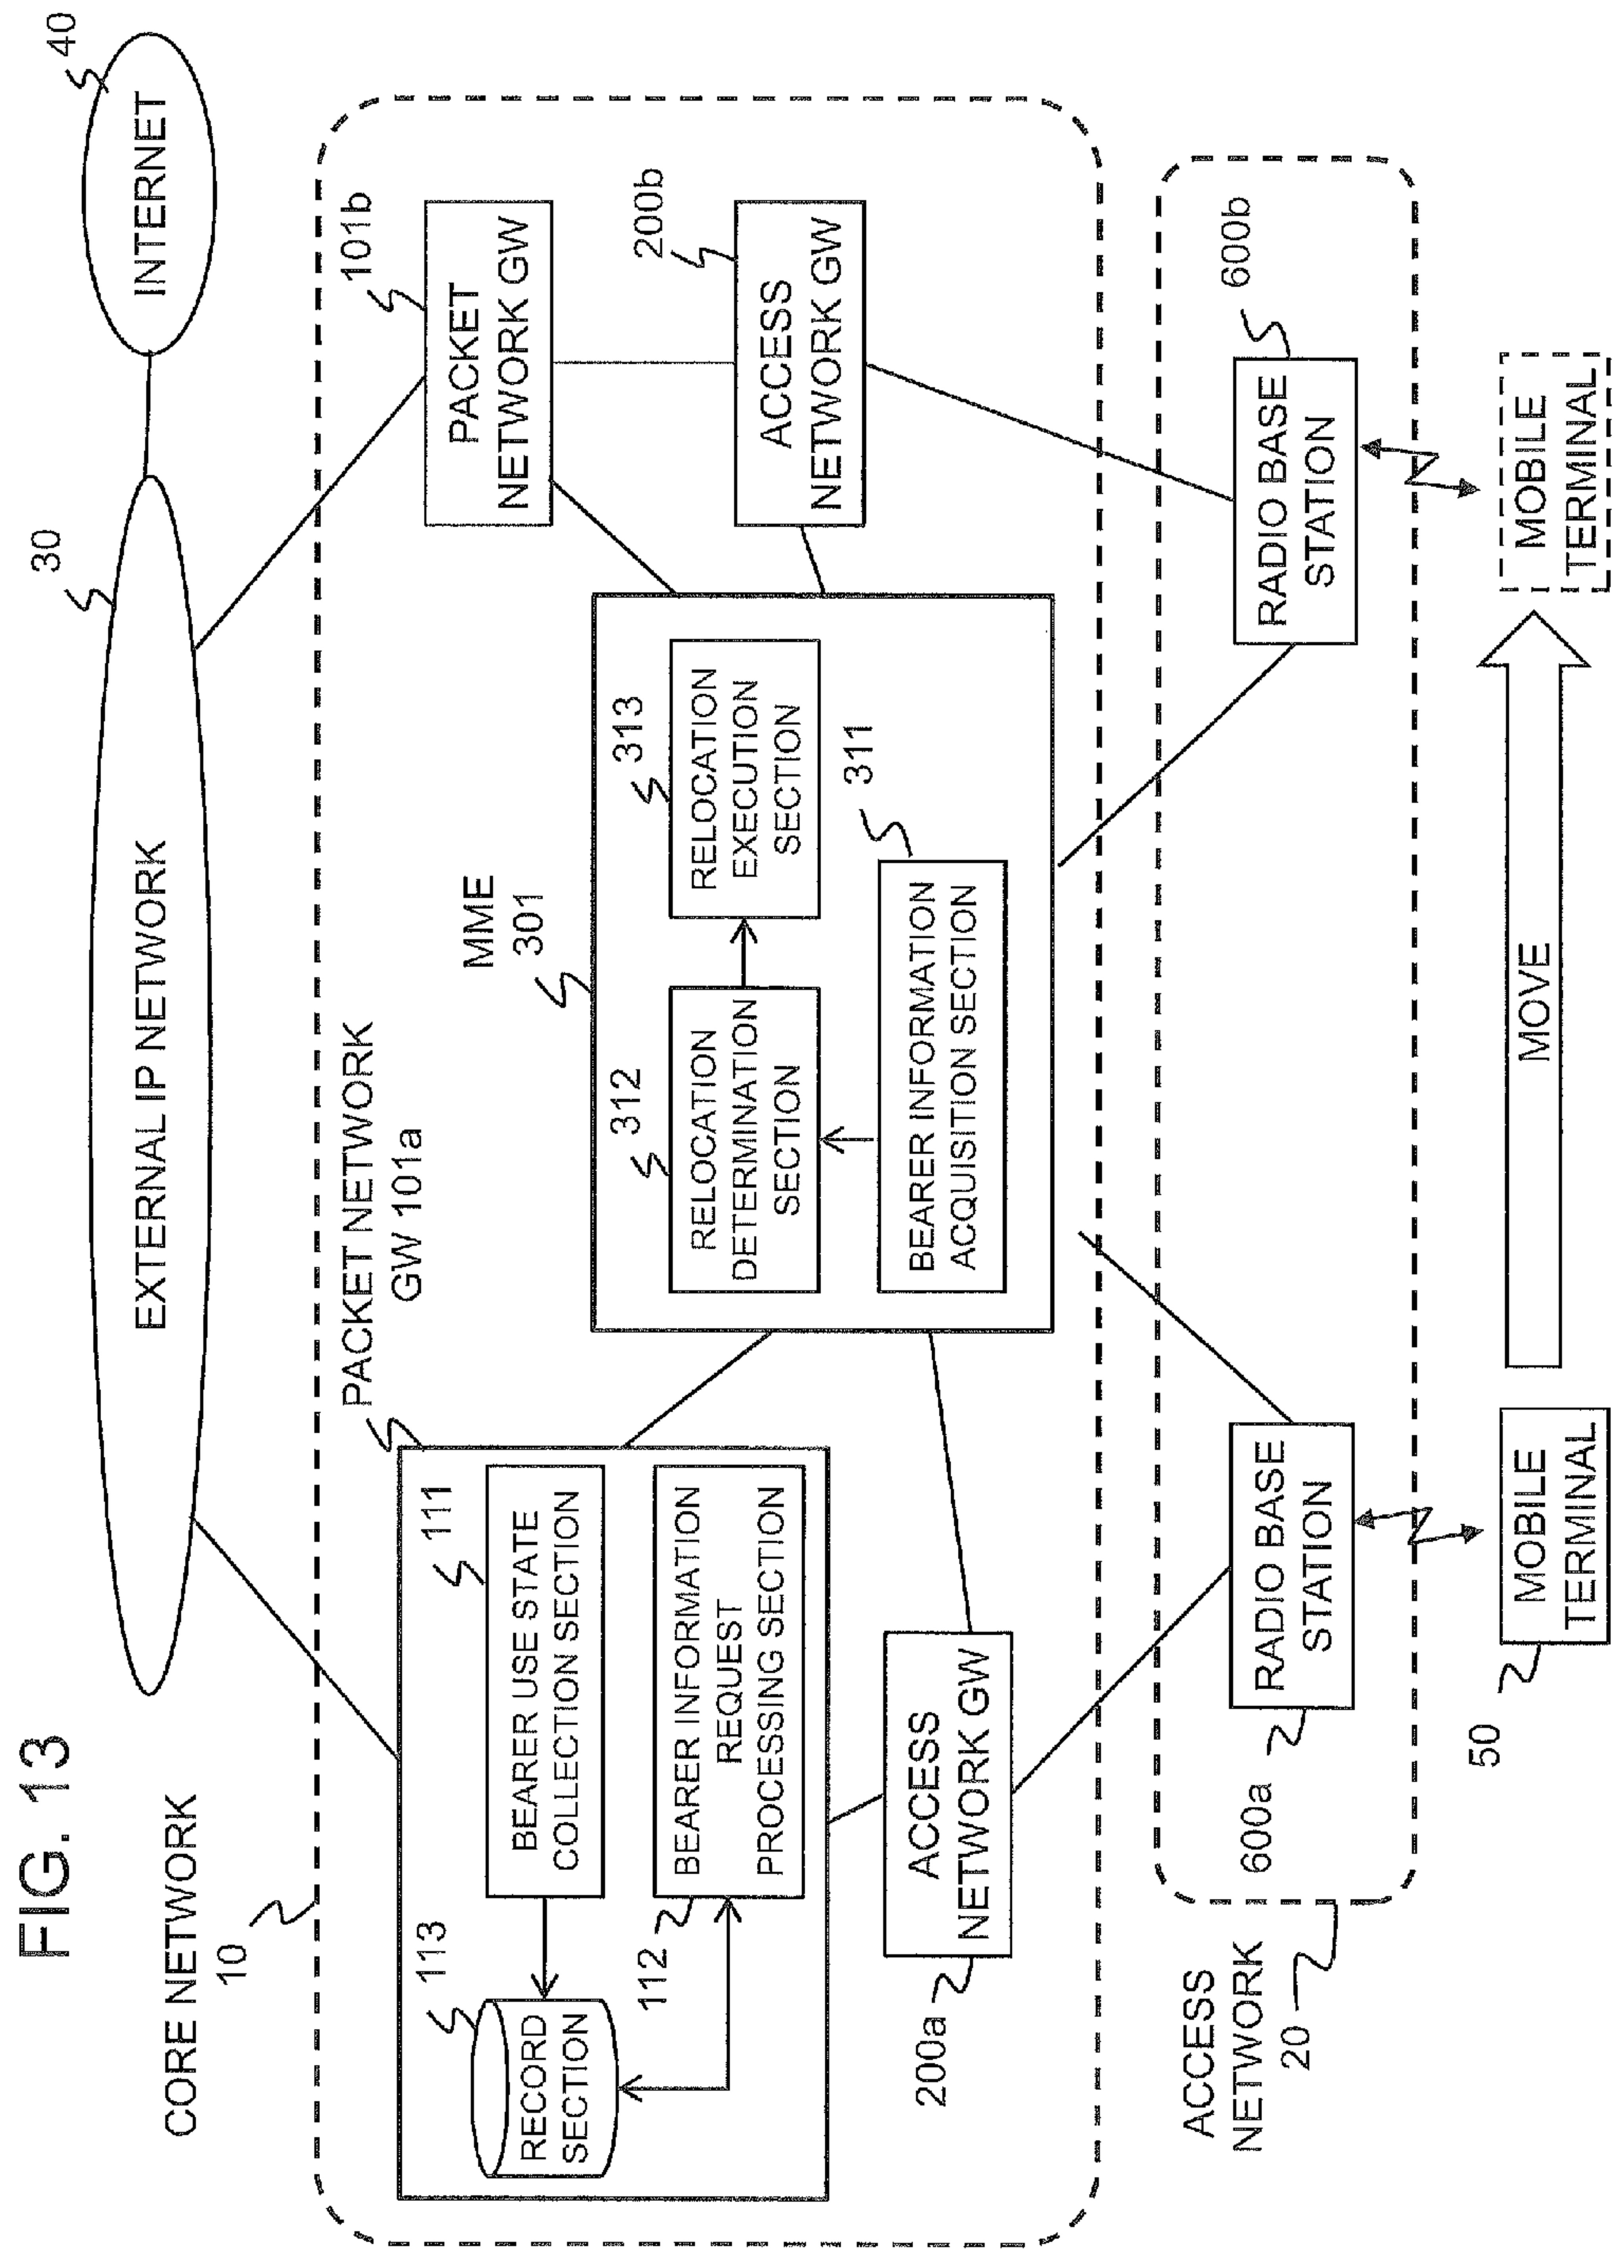 FIG. 13
CORE NETWORK
10
EXTERNAL IP NETWORK
30
INTERNET
40
PACKET NETWORK
GW 101a
111
BEARER USE STATE
COLLECTION SECTION
113
RECORD
SECTION
112
BEARER INFORMATION
REQUEST
PROCESSING SECTION
MME
301
312
RELOCATION
DETERMINATION
SECTION
313
RELOCATION
EXECUTION
SECTION
311
BEARER INFORMATION
ACQUISITION SECTION
101b
PACKET
NETWORK GW
200b
ACCESS
NETWORK GW
200a
ACCESS
NETWORK GW
ACCESS
NETWORK
20
600a
RADIO BASE
STATION
600b
RADIO BASE
STATION
50
MOBILE
TERMINAL
MOVE
MOBILE
TERMINAL